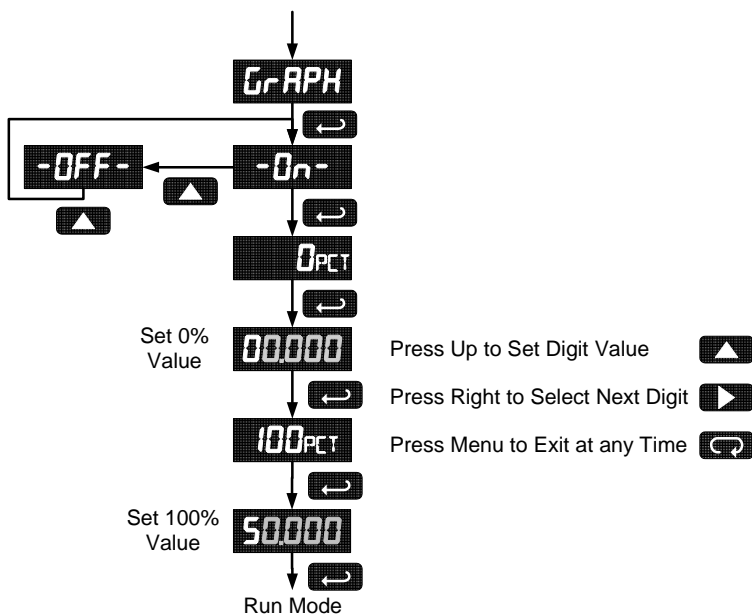 GrAPH
-OFF-
-On-
0PCT
Set 0%
Value
00.000
Press Up to Set Digit Value
Press Right to Select Next Digit
100PCT
Press Menu to Exit at any Time
Set 100%
Value
50.000
Run Mode